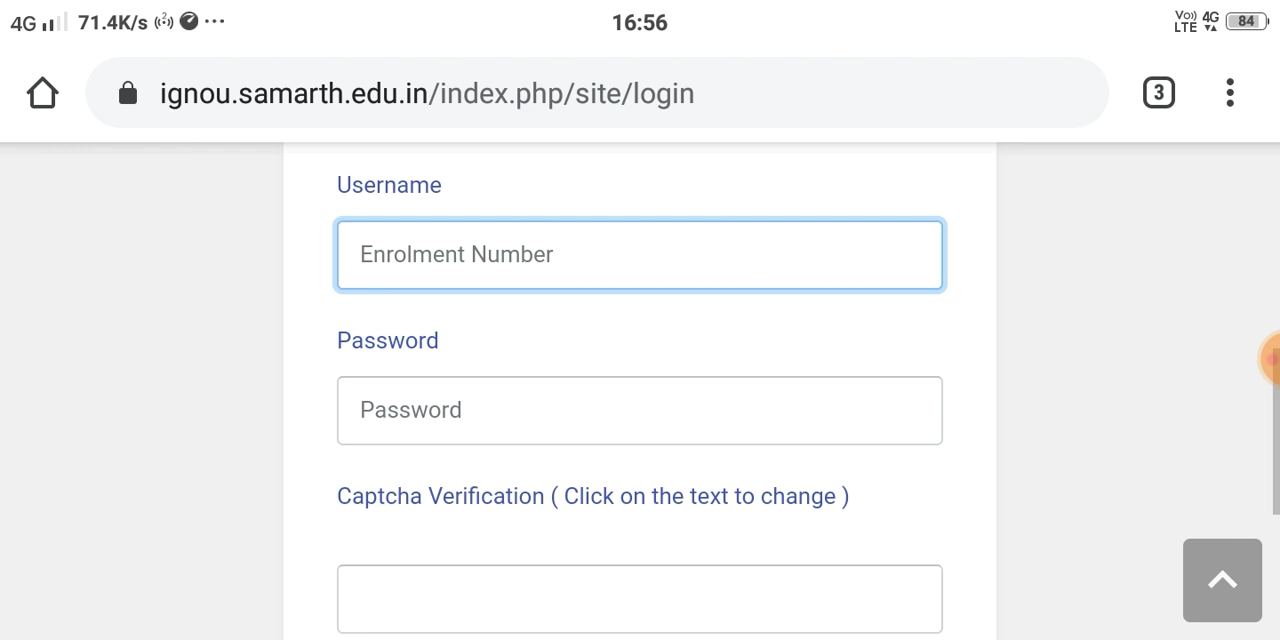 4G 71.4K/s ... 16:56 Vo)) LTE 4G 84
ignou.samarth.edu.in/index.php/site/login 3
Username
Enrolment Number
Password
Password
Captcha Verification ( Click on the text to change )